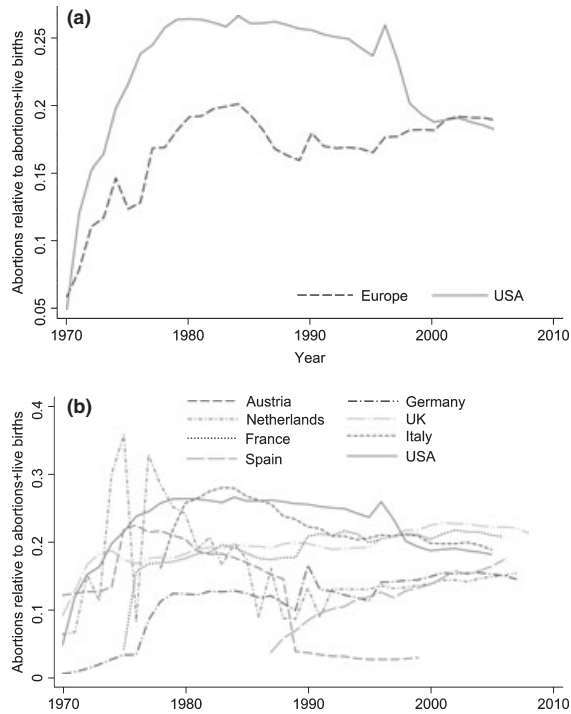 (a)
Abortions relative to abortions+live births
0.25
0.2
0.15
0.1
0.05
Europe
USA
1970
1980
1990
2000
2010
Year
(b)
Abortions relative to abortions+live births
0.4
0.3
0.2
0.1
0
Austria
Netherlands
France
Spain
Germany
UK
Italy
USA
1970
1980
1990
2000
2010